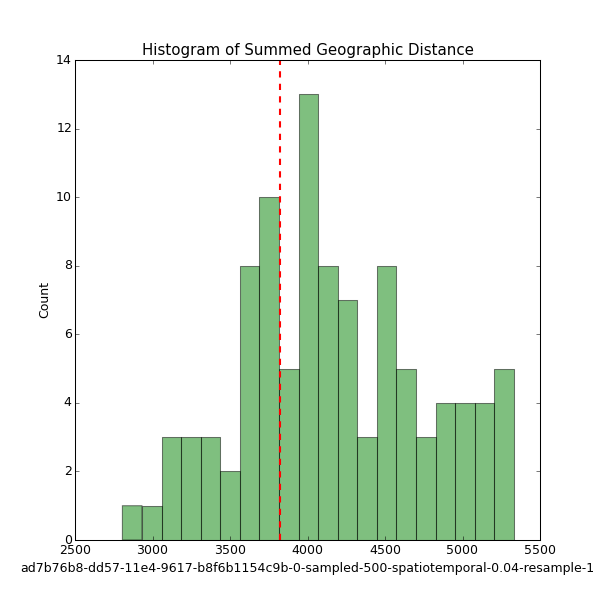 Histogram of Summed Geographic Distance
14
12
10
8
6
4
2
0
Count
2500 3000 3500 4000 4500 5000 5500
ad7b76b8-dd57-11e4-9617-b8f6b1154c9b-0-sampled-500-spatiotemporal-0.04-resample-1